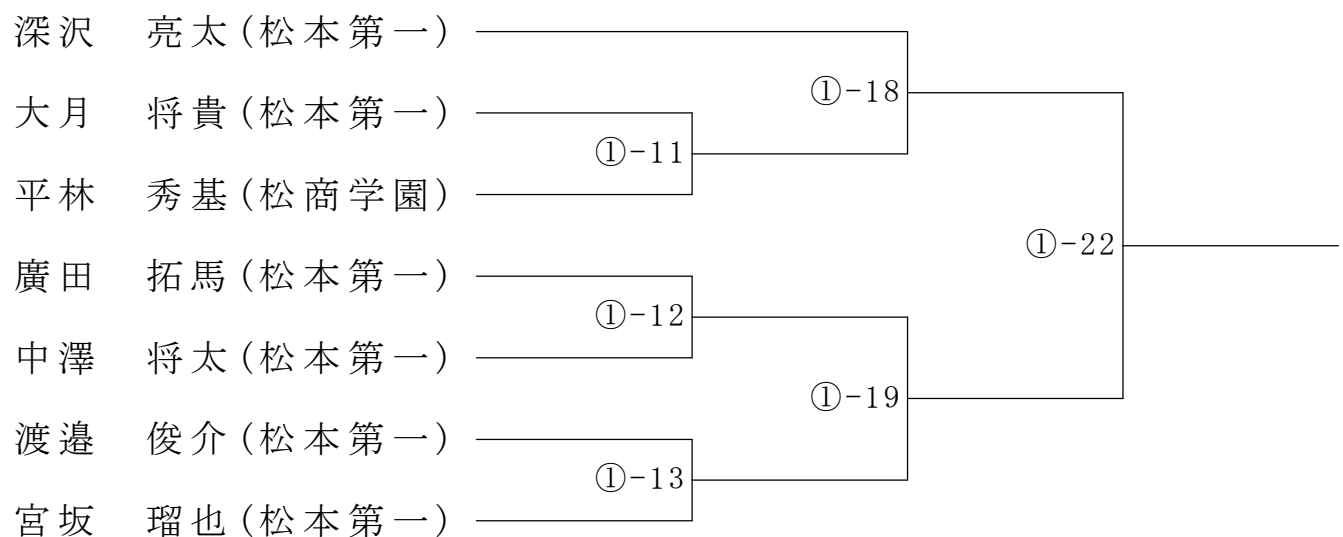 深沢　亮太(松本第一)
①-18
大月　将貴(松本第一)
①-11
平林　秀基(松商学園)
①-22
廣田　拓馬(松本第一)
①-12
中澤　将太(松本第一)
①-19
渡邉　俊介(松本第一)
①-13
宮坂　瑠也(松本第一)